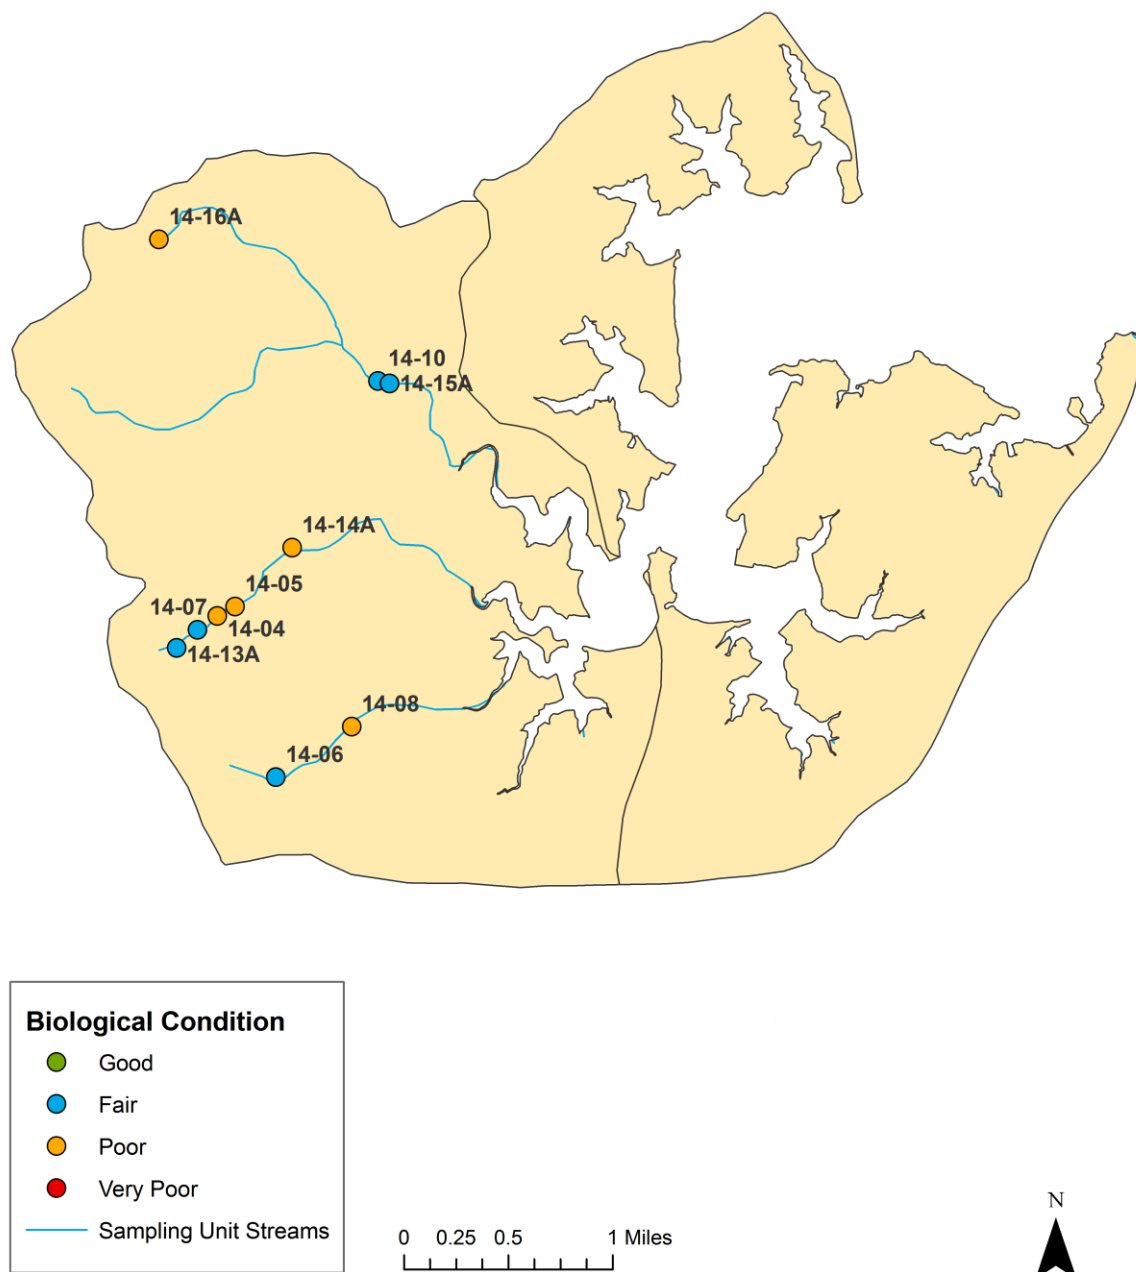 14-16A
14-10
14-15A
14-14A
14-05
14-07
14-04
14-13A
14-08
14-06
Biological Condition
Good
Fair
Poor
Very Poor
Sampling Unit Streams
0 0.25 0.5 1 Miles
N